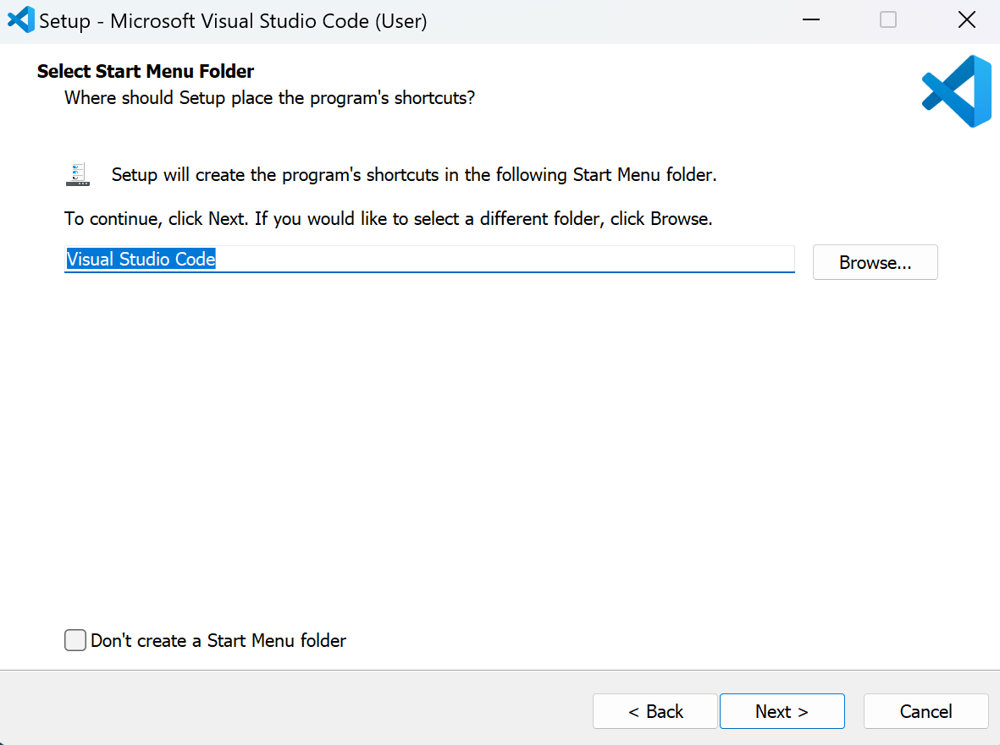 Setup - Microsoft Visual Studio Code (User)
Select Start Menu Folder
Where should Setup place the program's shortcuts?
Setup will create the program's shortcuts in the following Start Menu folder.
To continue, click Next. If you would like to select a different folder, click Browse.
Visual Studio Code
Browse...
Don't create a Start Menu folder
< Back
Next >
Cancel